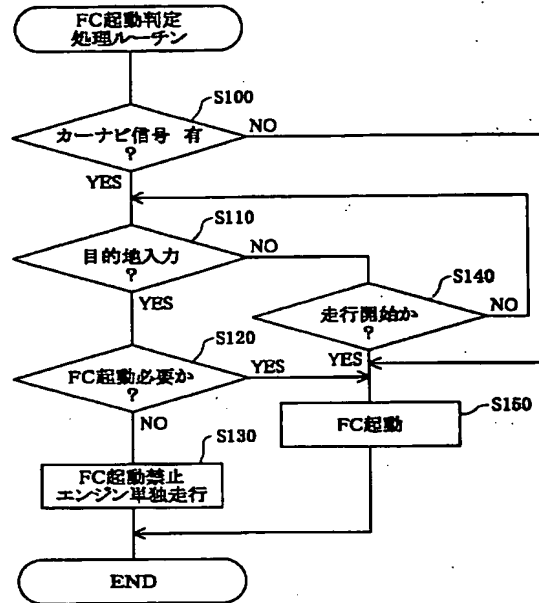 FC起動判定
処理ルーチン
S100
カーナビ信号 有
?
NO
YES
S110
目的地入力
?
NO
YES
S140
走行開始か
?
NO
YES
S120
FC起動必要か
?
YES
NO
S150
FC起動
S130
FC起動禁止
エンジン単独走行
END